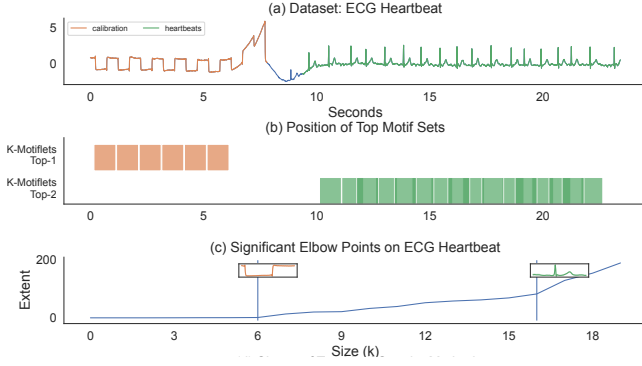 (a) Dataset: ECG Heartbeat
calibration
heartbeats
5
0
0
5
10
15
20
Seconds
(b) Position of Top Motif Sets
K-Motiflets
Top-1
K-Motiflets
Top-2
0
5
10
15
20
(c) Significant Elbow Points on ECG Heartbeat
200
0
Extent
0
3
6
9
12
15
18
Size (k)